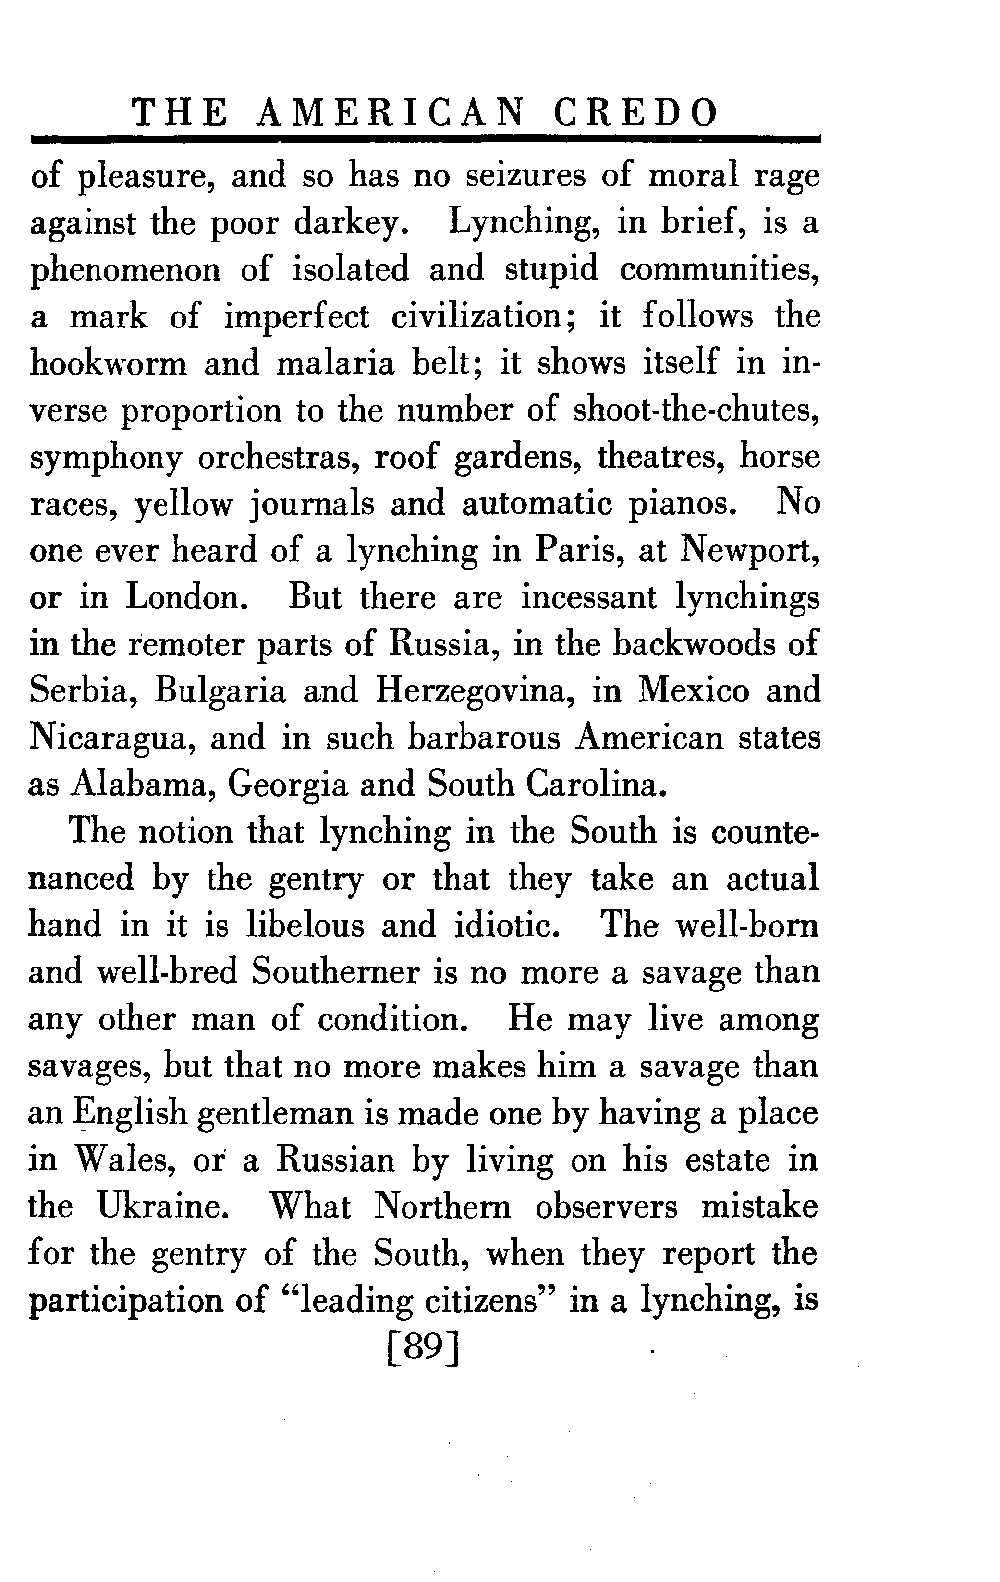 THE AMERICAN CREDO
of pleasure, and so has no seizures of moral rage
against the poor darkey. Lynching, in brief, is a
phenomenon of isolated and stupid communities,
a mark of imperfect civilization; it follows the
hookworm and malaria belt; it shows itself in in-
verse proportion to the number of shoot-the-chutes,
symphony orchestras, roof gardens, theatres, horse
races, yellow journals and automatic pianos. No
one ever heard of a lynching in Paris, at Newport,
or in London. But there are incessant lynchings
in the remoter parts of Russia, in the backwoods of
Serbia, Bulgaria and Herzegovina, in Mexico and
Nicaragua, and in such barbarous American states
as Alabama, Georgia and South Carolina.
The notion that lynching in the South is counte-
nanced by the gentry or that they take an actual
hand in it is libelous and idiotic. The well-born
and well-bred Southerner is no more a savage than
any other man of condition. He may live among
savages, but that no more makes him a savage than
an English gentleman is made one by having a place
in Wales, or a Russian by living on his estate in
the Ukraine. What Northern observers mistake
for the gentry of the South, when they report the
participation of “leading citizens” in a lynching, is
[89]